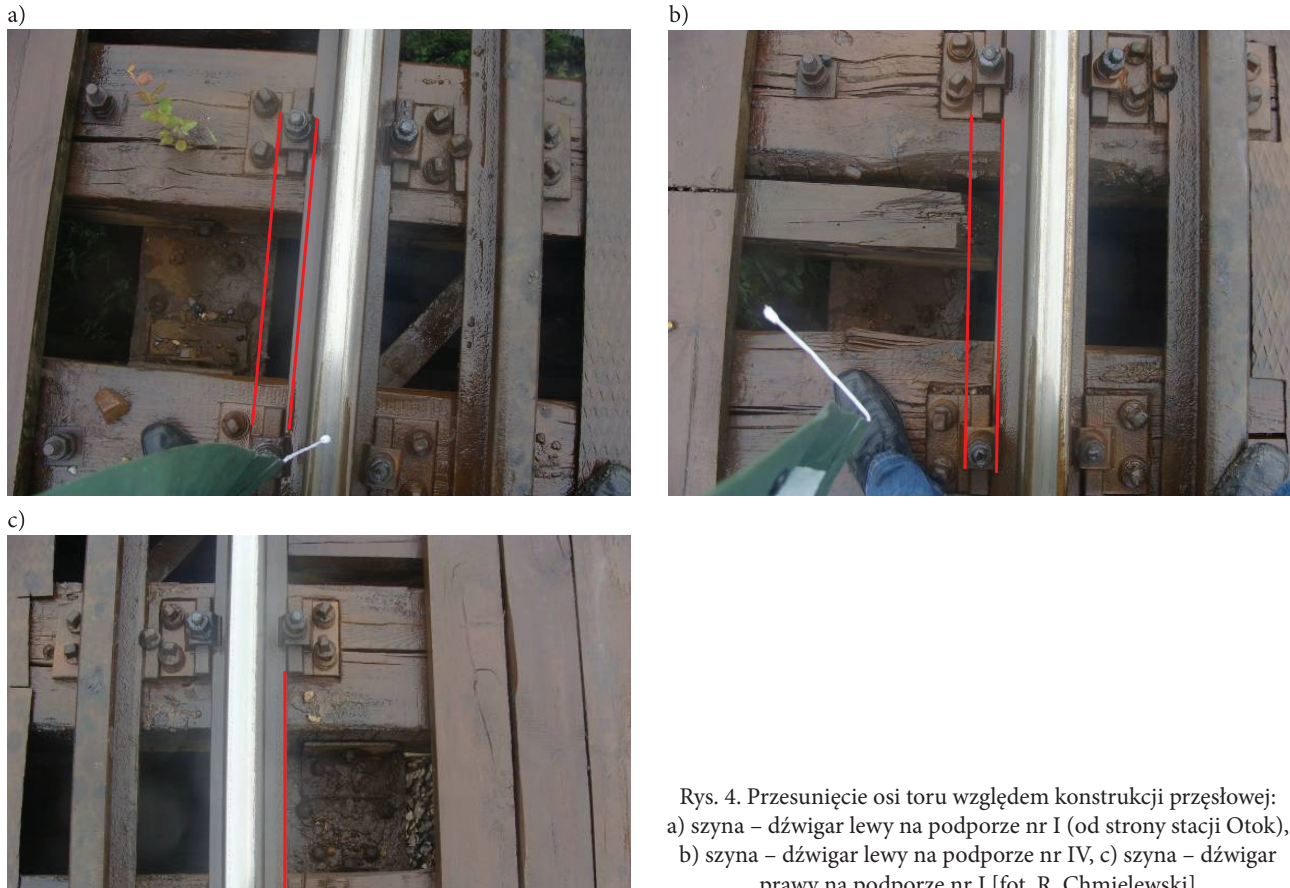 a)
b)
c)
Rys. 4. Przesunięcie osi toru względem konstrukcji przęsłowej:
a) szyna – dźwigar lewy na podporze nr I (od strony stacji Otok),
b) szyna – dźwigar lewy na podporze nr IV, c) szyna – dźwigar
prawy na podporze nr I [fot. R. Chmielewski]